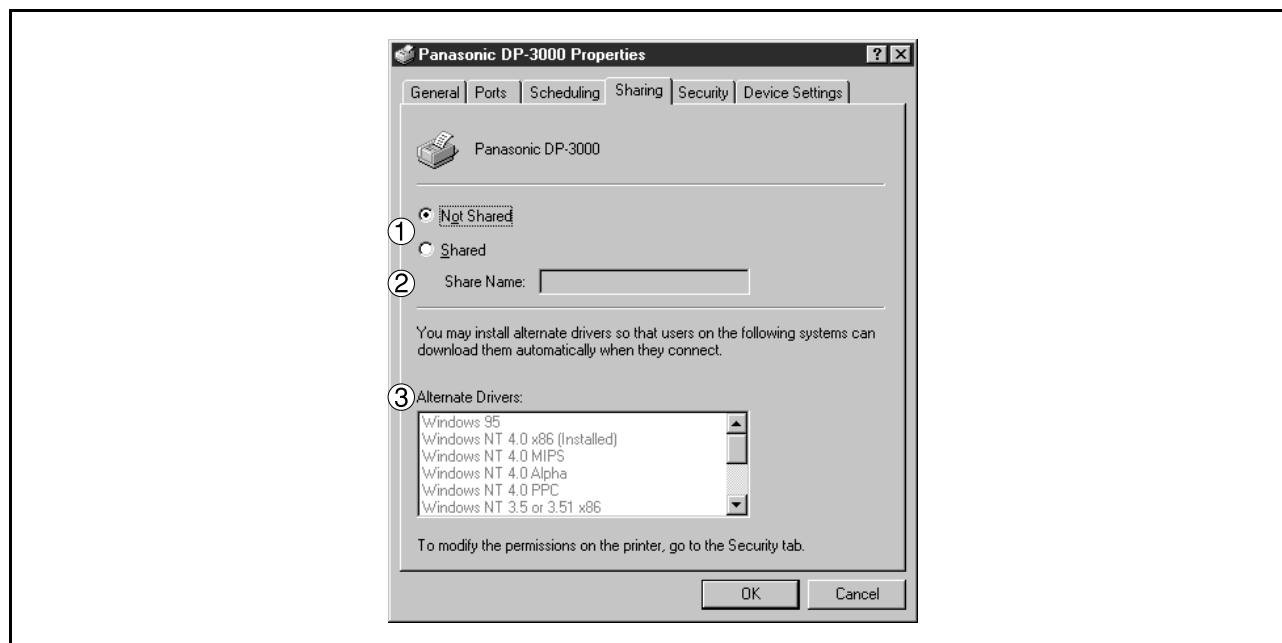 Panasonic DP-3000 Properties
General Ports Scheduling Sharing Security Device Settings
Panasonic DP-3000
Not Shared
1
Shared
2 Share Name:
You may install alternate drivers so that users on the following systems can
download them automatically when they connect.
3 Alternate Drivers:
Windows 95
Windows NT 4.0 x86 (Installed)
Windows NT 4.0 MIPS
Windows NT 4.0 Alpha
Windows NT 4.0 PPC
Windows NT 3.5 or 3.51 x86
To modify the permissions on the printer, go to the Security tab.
OK Cancel